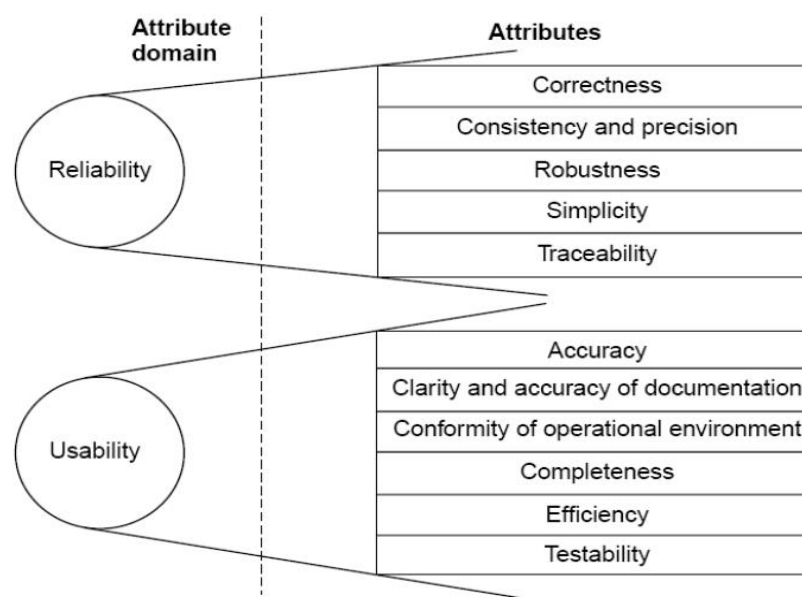 Attribute
domain
Attributes
Reliability
Correctness
Consistency and precision
Robustness
Simplicity
Traceability
Usability
Accuracy
Clarity and accuracy of documentation
Conformity of operational environment
Completeness
Efficiency
Testability